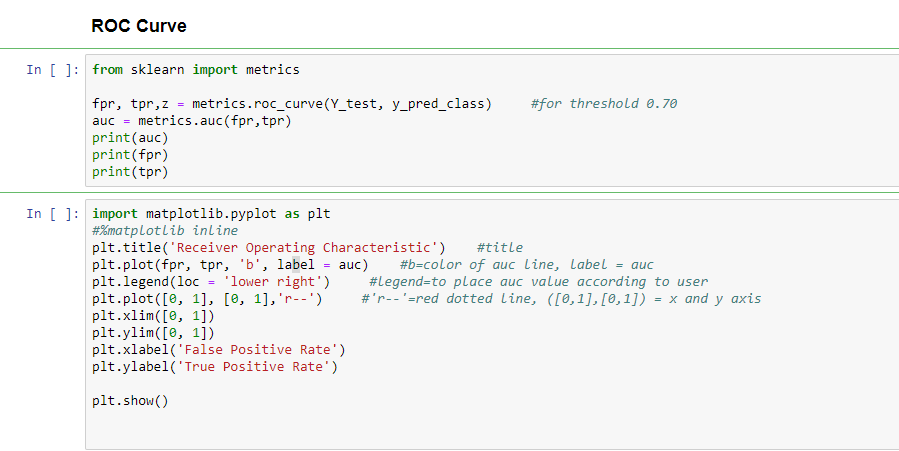 ROC Curve
In [ ]: from sklearn import metrics
fpr, tpr,z = metrics.roc_curve(Y_test, y_pred_class)     #for threshold 0.70
auc = metrics.auc(fpr,tpr)
print(auc)
print(fpr)
print(tpr)
In [ ]: import matplotlib.pyplot as plt
#%matplotlib inline
plt.title('Receiver Operating Characteristic')    #title
plt.plot(fpr, tpr, 'b', label = auc)    #b=color of auc line, label = auc
plt.legend(loc = 'lower right')     #legend=to place auc value according to user
plt.plot([0, 1], [0, 1],'r--')     #'r--'=red dotted line, ([0,1],[0,1]) = x and y axis
plt.xlim([0, 1])
plt.ylim([0, 1])
plt.xlabel('False Positive Rate')
plt.ylabel('True Positive Rate')
plt.show()